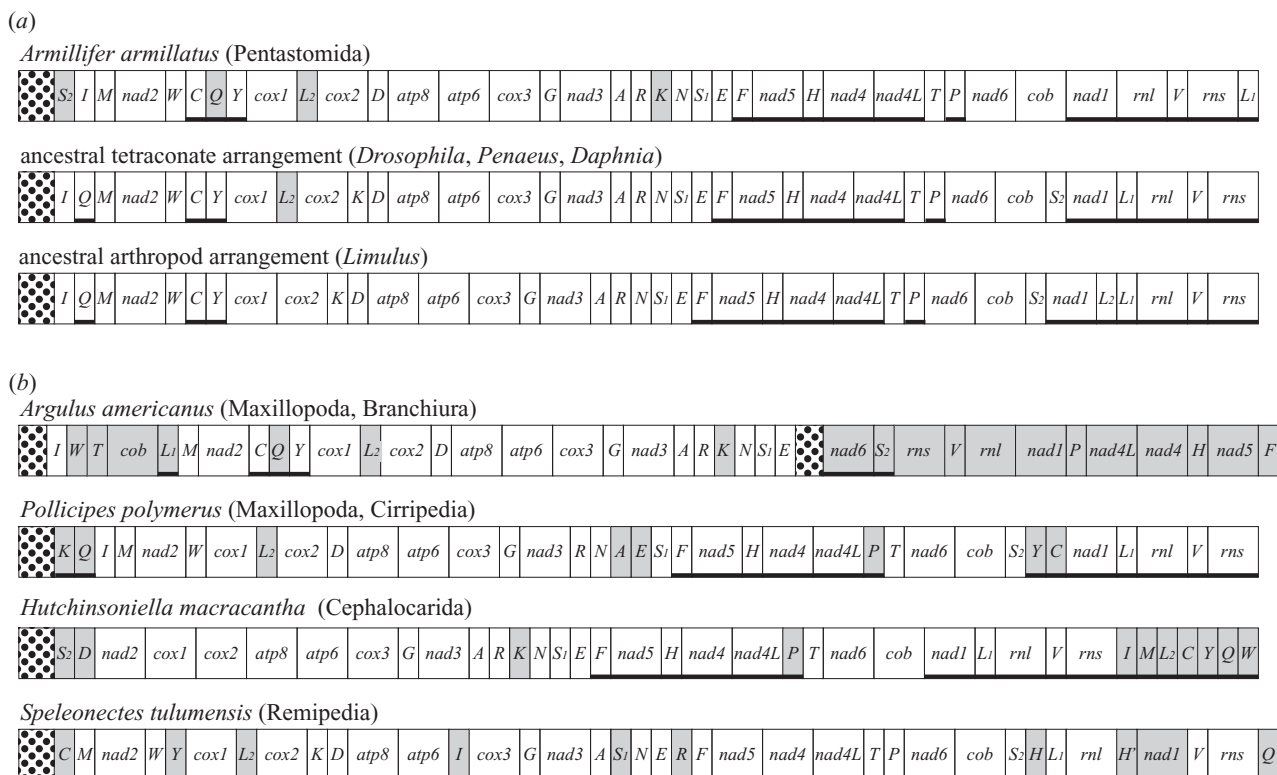 (a)
Armillifer armillatus (Pentastomida)
S2 I M nad2 W C Q Y cox1 L2 cox2 D atp8 atp6 cox3 G nad3 A R K N S1 E F nad5 H nad4 nad4L T P nad6 cob nad1 rnl V rns L1
ancestral tetraconate arrangement (Drosophila, Penaeus, Daphnia)
I Q M nad2 W C Y cox1 L2 cox2 K D atp8 atp6 cox3 G nad3 A R N S1 E F nad5 H nad4 nad4L T P nad6 cob S2 nad1 L1 rnl V rns
ancestral arthropod arrangement (Limulus)
I Q M nad2 W C Y cox1 cox2 K D atp8 atp6 cox3 G nad3 A R N S1 E F nad5 H nad4 nad4L T P nad6 cob S2 nad1 L2 L1 rnl V rns
(b)
Argulus americanus (Maxillopoda, Branchiura)
I W T cob L1 M nad2 C Q Y cox1 L2 cox2 D atp8 atp6 cox3 G nad3 A R K N S1 E nad6 S2 rns V rnl nad1 P nad4L nad4 H nad5 F
Pollicipes polymerus (Maxillopoda, Cirripedia)
K Q I M nad2 W cox1 L2 cox2 D atp8 atp6 cox3 G nad3 R N A E S1 F nad5 H nad4 nad4L P T nad6 cob S2 Y C nad1 L1 rnl V rns
Hutchinsoniella macracantha (Cephalocarida)
S2 D nad2 cox1 cox2 atp8 atp6 cox3 G nad3 A R K N S1 E F nad5 H nad4 nad4L P T nad6 cob nad1 L1 rnl V rns I M L2 C Y Q W
Speleonectes tulumensis (Remipedia)
C M nad2 W Y cox1 L2 cox2 K D atp8 atp6 I cox3 G nad3 A S1 N E R F nad5 nad4 nad4L T P nad6 cob S2 H L1 rnl H' nad1 V rns Q